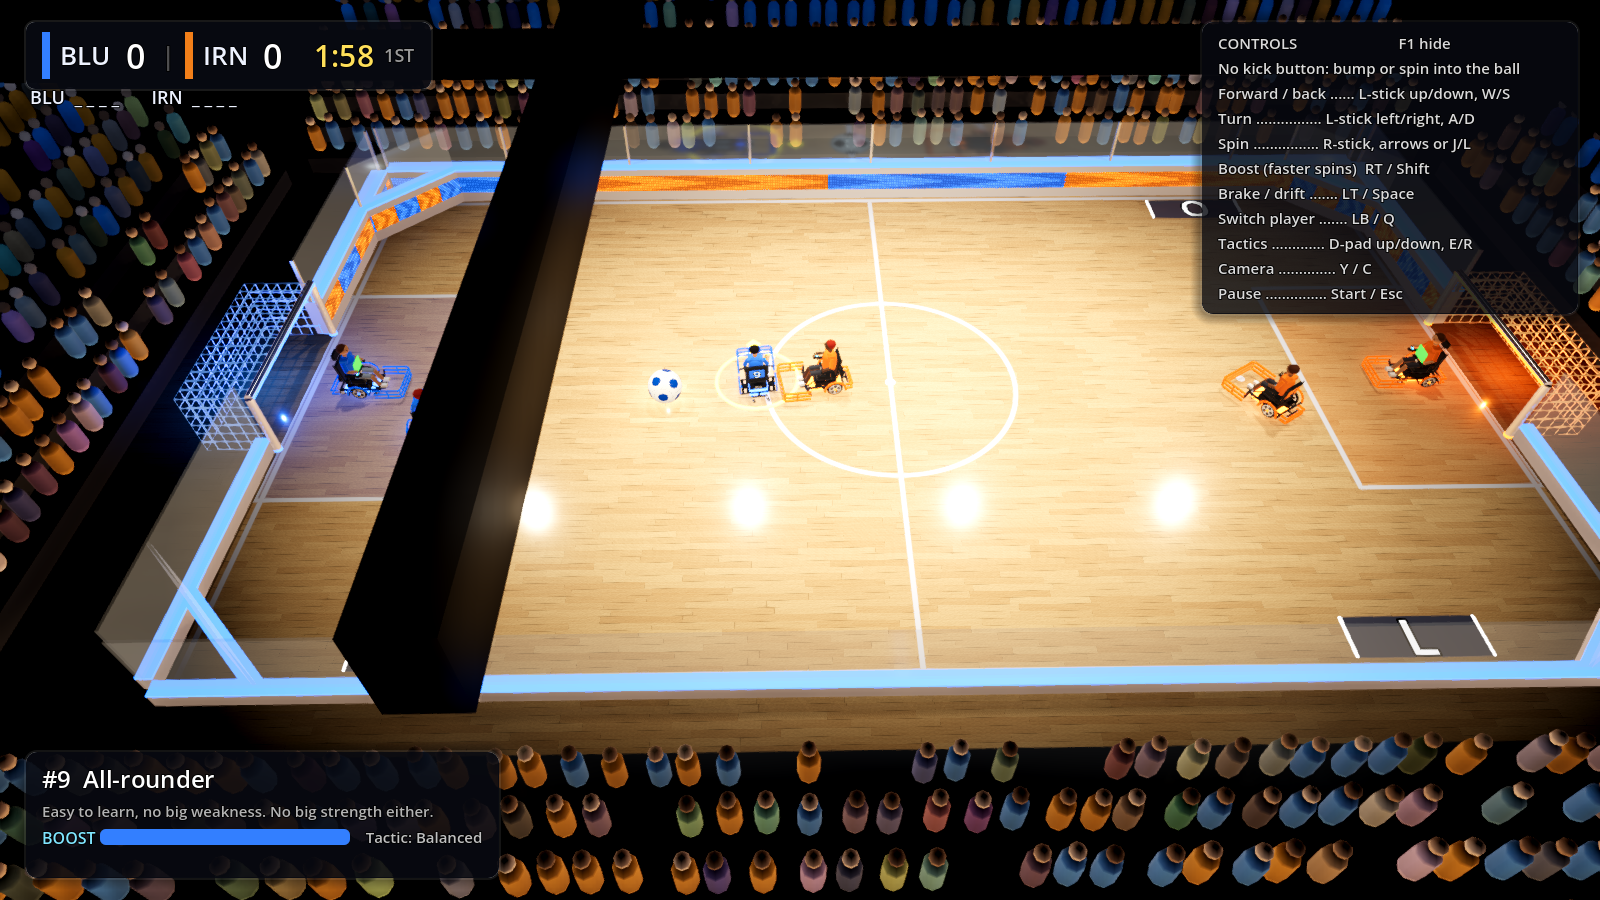 BLU 0 | IRN 0 1:58 1ST
BLU _ _ _ _ IRN _ _ _ _
CONTROLS F1 hide
No kick button: bump or spin into the ball
Forward / back ...... L-stick up/down, W/S
Turn ................ L-stick left/right, A/D
Spin ................ R-stick, arrows or J/L
Boost (faster spins) RT / Shift
Brake / drift ....... LT / Space
Switch player ....... LB / Q
Tactics ............. D-pad up/down, E/R
Camera .............. Y / C
Pause ............... Start / Esc
9
L
#9 All-rounder
Easy to learn, no big weakness. No big strength either.
BOOST Tactic: Balanced